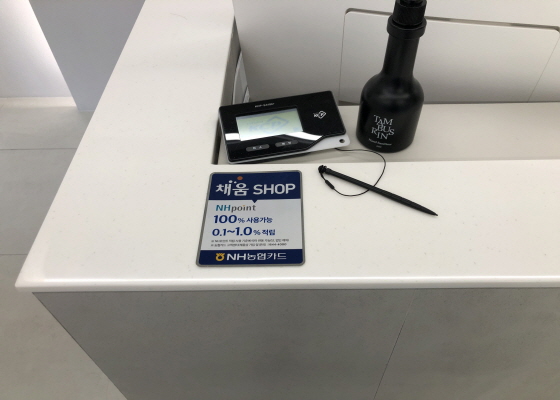 TAM
BUR
RIN
채움 SHOP
NHpoint
100% 사용가능
0.1~1.0% 적립
NH농협카드